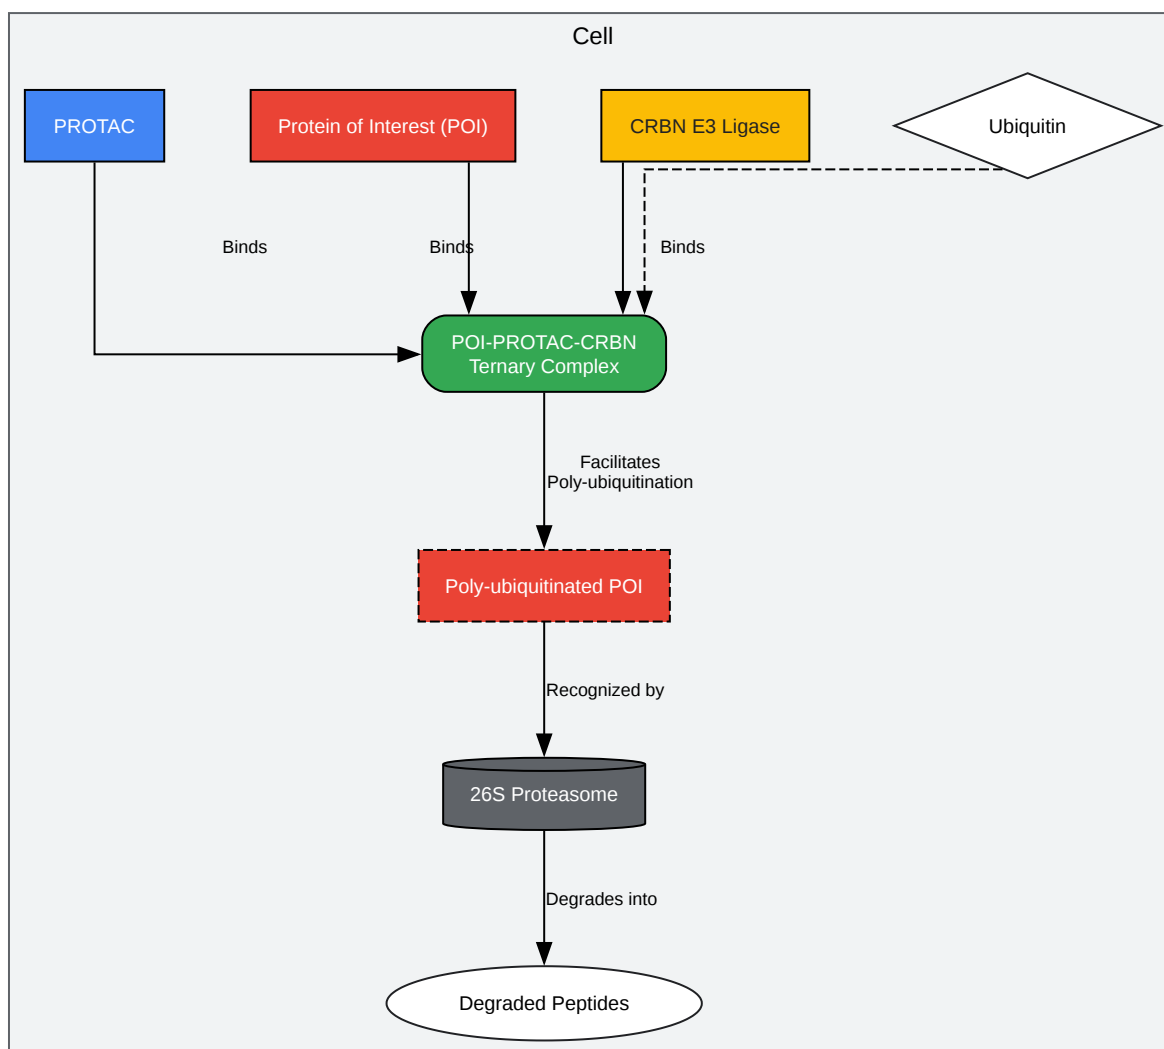 Cell
PROTAC
Protein of Interest (POI)
CRBN E3 Ligase
Ubiquitin
Binds
Binds
Binds
POI-PROTAC-CRBN
Ternary Complex
Facilitates
Poly-ubiquitination
Poly-ubiquitinated POI
Recognized by
26S Proteasome
Degrades into
Degraded Peptides